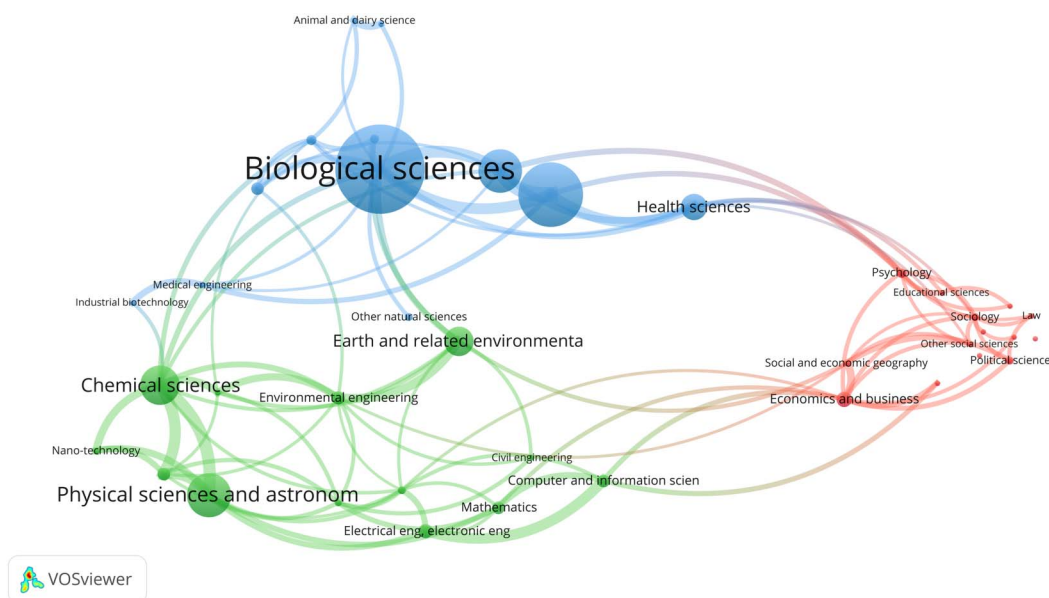 Animal and dairy science
Biological sciences
Health sciences
Psychology
Medical engineering
Educational sciences
Industrial biotechnology
Other natural sciences
Sociology
Law
Earth and related environmenta
Other social sciences
Social and economic geography
Political science
Chemical sciences
Environmental engineering
Economics and business
Nano-technology
Civil engineering
Computer and information scien
Physical sciences and astronom
Mathematics
Electrical eng, electronic eng
VOSviewer